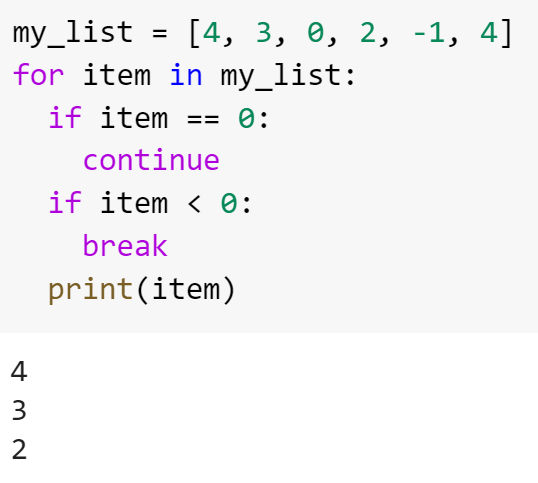 my_list = [4, 3, 0, 2, -1, 4]
for item in my_list:
  if item == 0:
    continue
  if item < 0:
    break
  print(item)
4
3
2